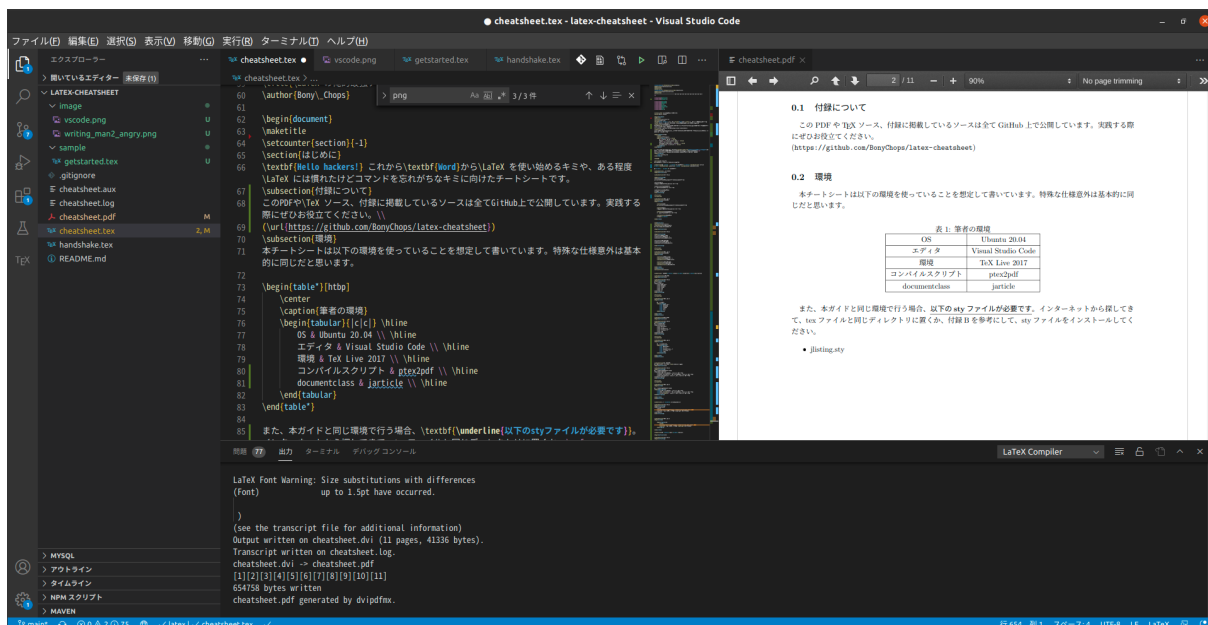 ● cheatsheet.tex - latex-cheatsheet - Visual Studio Code
ファイル(F) 編集(E) 選択(S) 表示(V) 移動(G) 実行(R) ターミナル(T) ヘルプ(H)
エクスプローラー
開いているエディター 未保存(1)
LATEX-CHEATSHEET
image
vscode.png U
writing_man2_angry.png U
sample
getstarted.tex U
.gitignore
cheatsheet.aux
cheatsheet.log
cheatsheet.pdf M
cheatsheet.tex 2, M
handshake.tex
README.md
MYSQL
アウトライン
タイムライン
NPM スクリプト
MAVEN
cheatsheet.tex ● vscode.png getstarted.tex handshake.tex
cheatsheet.tex > ...
png Aa 3/3 件
60 \author{Bony\_Chops}
61
62 \begin{document}
63 \maketitle
64 \setcounter{section}{-1}
65 \section{はじめに}
66 \textbf{Hello hackers!} これから\textbf{Word}から\LaTeX を使い始めるキミや、ある程度
\LaTeX には慣れたけどコマンドを忘れがちなキミに向けたチートシートです。
67 \subsection{付録について}
68 このPDFや\TeX ソース、付録に掲載しているソースは全てGitHub上で公開しています。実践する
際にぜひお役立てください。\\
69 (\url{https://github.com/BonyChops/latex-cheatsheet})
70 \subsection{環境}
71 本チートシートは以下の環境を使っていることを想定して書いています。特殊な仕様意外は基本
的に同じだと思います。
72
73 \begin{table*}[htbp]
74 \center
75 \caption{筆者の環境}
76 \begin{tabular}{|c|c|} \hline
77 OS & Ubuntu 20.04 \\ \hline
78 エディタ & Visual Studio Code \\ \hline
79 環境 & TeX Live 2017 \\ \hline
80 コンパイルスクリプト & ptex2pdf \\ \hline
81 documentclass & jarticle \\ \hline
82 \end{tabular}
83 \end{table*}
84
85 また、本ガイドと同じ環境で行う場合、\textbf{\underline{以下のstyファイルが必要です}}。
cheatsheet.pdf
2 / 11 90% No page trimming
0.1 付録について
この PDF や TEX ソース、付録に掲載しているソースは全て GitHub 上で公開しています。実践する際
にぜひお役立てください。
(https://github.com/BonyChops/latex-cheatsheet)
0.2 環境
本チートシートは以下の環境を使っていることを想定して書いています。特殊な仕様意外は基本的に同
じだと思います。
表 1: 筆者の環境
OS Ubuntu 20.04
エディタ Visual Studio Code
環境 TeX Live 2017
コンパイルスクリプト ptex2pdf
documentclass jarticle
また、本ガイドと同じ環境で行う場合、以下の sty ファイルが必要です。インターネットから探してき
て、tex ファイルと同じディレクトリに置くか、付録 B を参考にして、sty ファイルをインストールしてく
ださい。
• jlisting.sty
問題 77 出力 ターミナル デバッグ コンソール
LaTeX Compiler
LaTeX Font Warning: Size substitutions with differences
(Font) up to 1.5pt have occurred.
)
(see the transcript file for additional information)
Output written on cheatsheet.dvi (11 pages, 41336 bytes).
Transcript written on cheatsheet.log.
cheatsheet.dvi -> cheatsheet.pdf
[1][2][3][4][5][6][7][8][9][10][11]
654758 bytes written
cheatsheet.pdf generated by dvipdfmx.